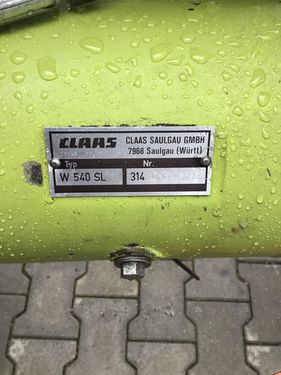 CLAAS
CLAAS SAULGAU GMBH
7968 Saulgau (Württ)
Typ
Nr.
W 540 SL
314